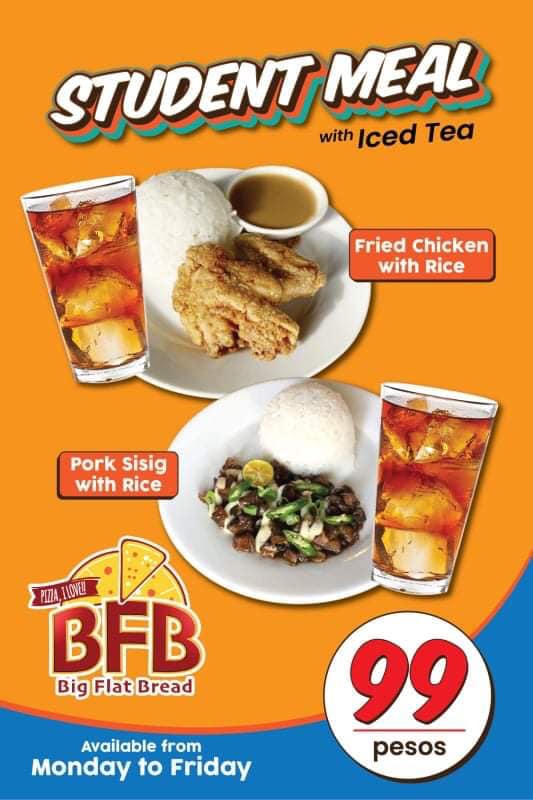 STUDENT MEAL
with Iced Tea
Fried Chicken
with Rice
Pork Sisig
with Rice
PIZZA, I LOVE!!
BFB
Big Flat Bread
99
pesos
Available from
Monday to Friday